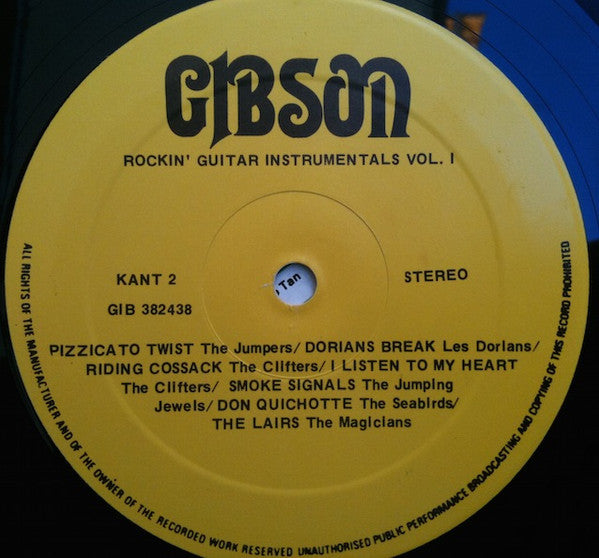 GIBSON
ROCKIN' GUITAR INSTRUMENTALS VOL. I
KANT 2
STEREO
GIB 382438
Tan
PIZZICATO TWIST The Jumpers/ DORIANS BREAK Les Dorians/
RIDING COSSACK The Clifters/ I LISTEN TO MY HEART
The Clifters/ SMOKE SIGNALS The Jumping
Jewels/ DON QUICHOTTE The Seabirds/
THE LAIRS The Magicians
ALL RIGHTS OF THE MANUFACTURER AND OF THE OWNER OF THE RECORDED WORK RESERVED UNAUTHORISED PUBLIC PERFORMANCE BROADCASTING AND COPYING OF THIS RECORD PROHIBITED